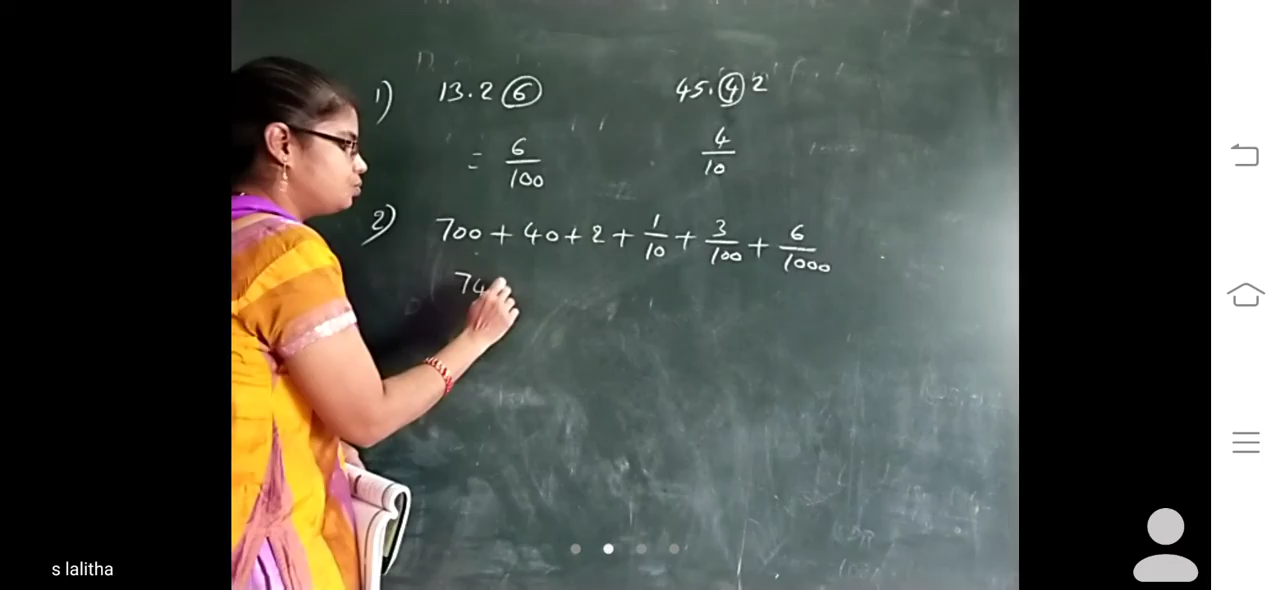 1) 13.26 45.42
= 6/100 4/10
2) 700 + 40 + 2 + 1/10 + 3/100 + 6/1000
74
s lalitha